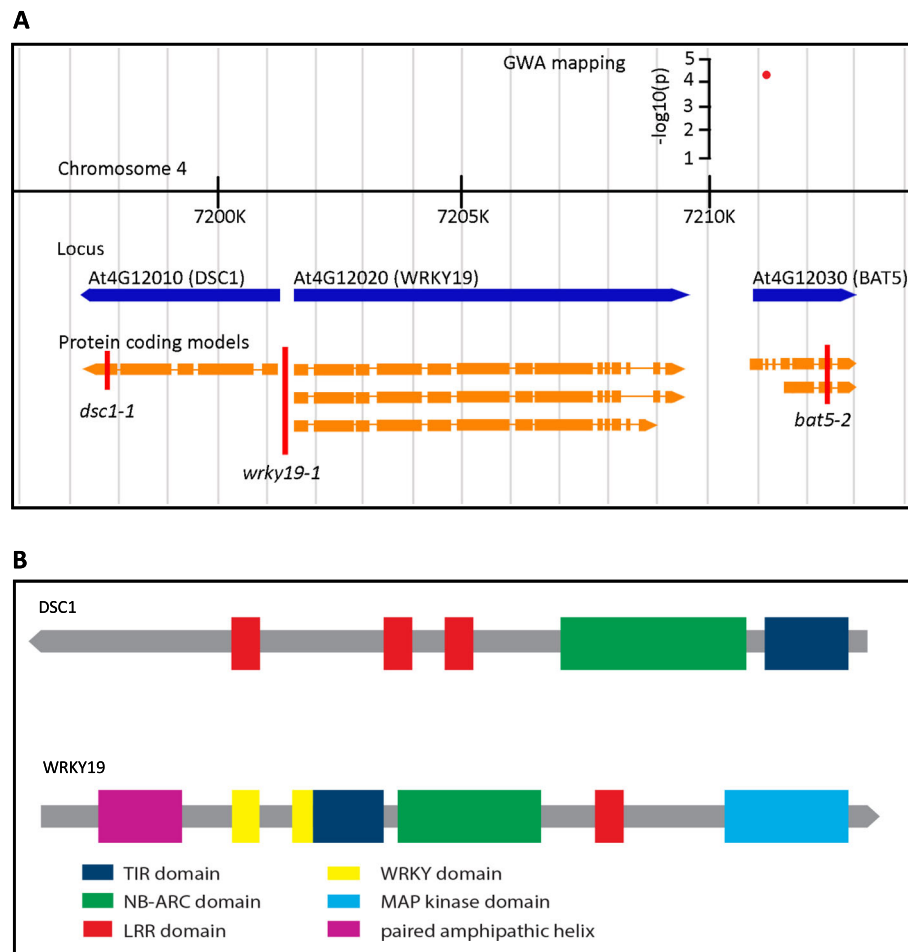 A
GWA mapping
-log10(p)
5
4
3
2
1
Chromosome 4
7200K
7205K
7210K
Locus
At4G12010 (DSC1)
At4G12020 (WRKY19)
At4G12030 (BAT5)
Protein coding models
dsc1-1
wrky19-1
bat5-2
B
DSC1
WRKY19
TIR domain
NB-ARC domain
LRR domain
WRKY domain
MAP kinase domain
paired amphipathic helix